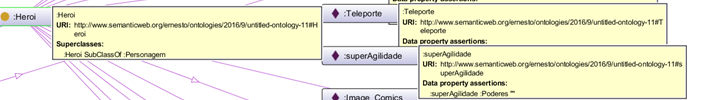 :Heroi
:Heroi
URI: http://www.semanticweb.org/ernesto/ontologies/2016/9/untitled-ontology-11#H
eroi
Superclasses:
:Heroi SubClassOf :Personagem
:Teleporte
:Teleporte
URI: http://www.semanticweb.org/ernesto/ontologies/2016/9/untitled-ontology-11#T
eleporte
Data property assertions:
:superAgilidade
:superAgilidade
URI: http://www.semanticweb.org/ernesto/ontologies/2016/9/untitled-ontology-11#s
uperAgilidade
Data property assertions:
:superAgilidade :Poderes ""
:Image_Comics